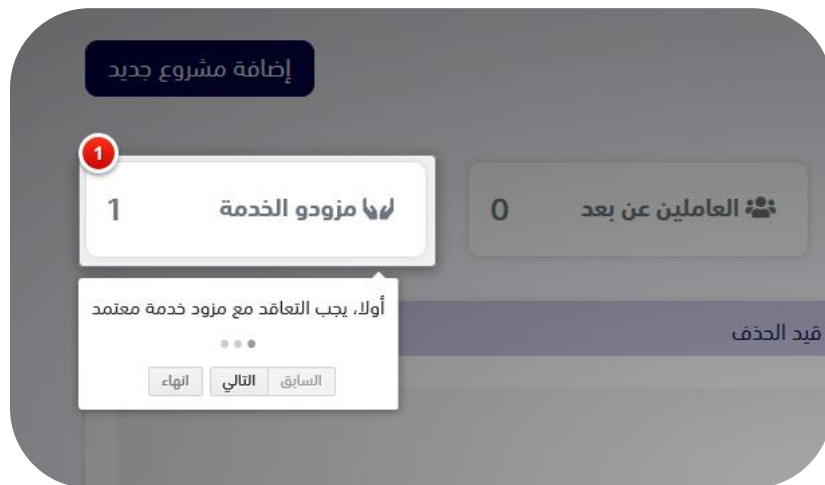 إضافة مشروع جديد
1
العاملين عن بعد 0
مزودو الخدمة 1
أولا، يجب التعاقد مع مزود خدمة معتمد
قيد الحذف
السابق التالي انهاء